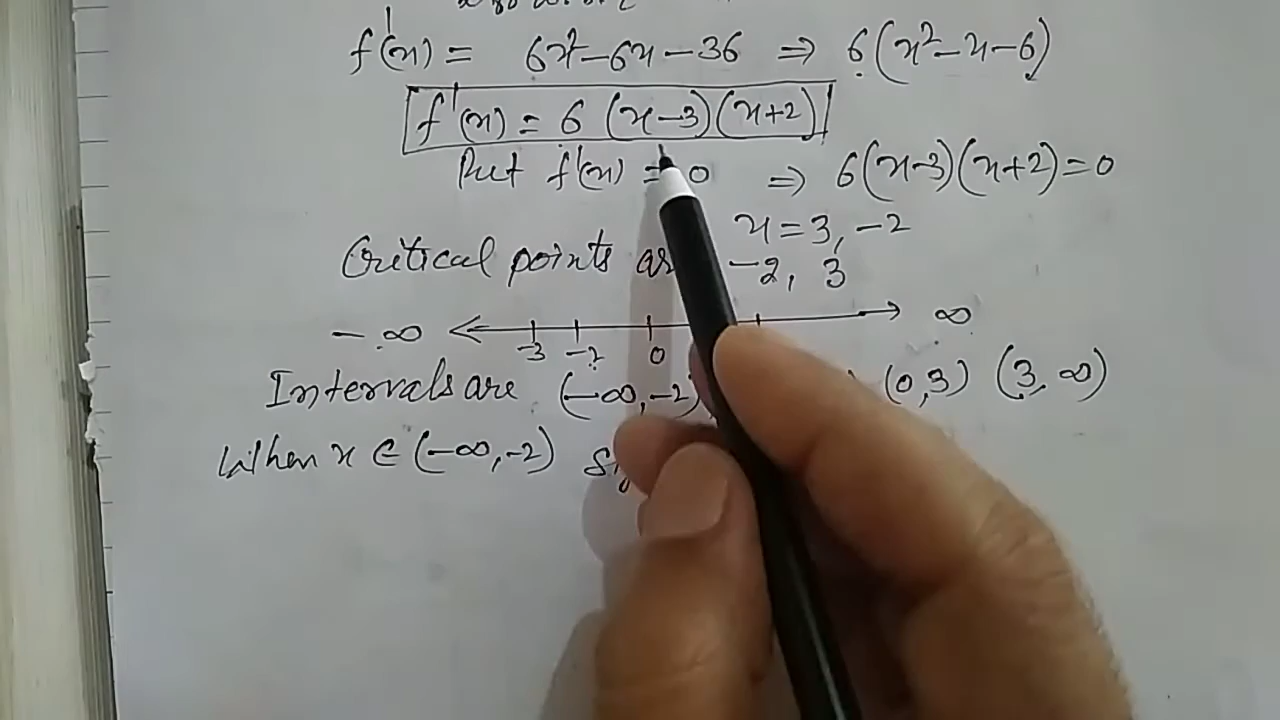 f'(x) = 6x²-6x-36 ⇒ 6(x²-x-6)
f'(x) = 6 (x-3)(x+2)
Put f'(x) = 0 ⇒ 6(x-3)(x+2)=0
x=3, -2
Critical points are -2, 3
-∞ -3 -2 0 ∞
Intervals are (-∞,-2) (0,3) (3,∞)
When x ∈ (-∞,-2)